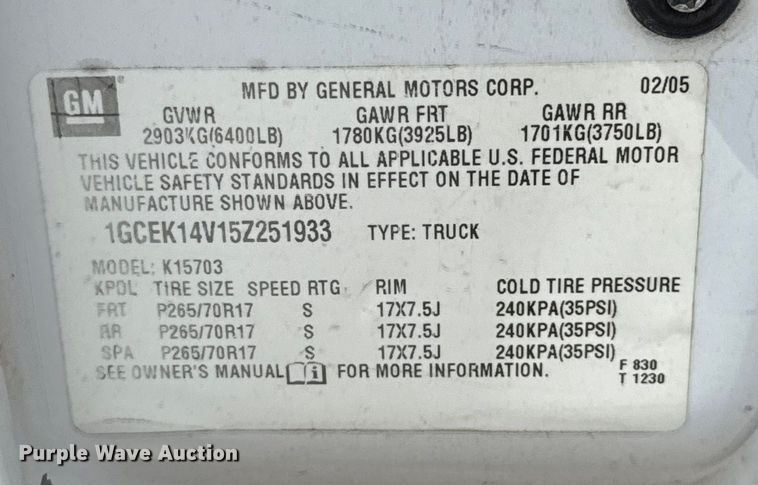 GM
MFD BY GENERAL MOTORS CORP. 02/05
GVWR GAWR FRT GAWR RR
2903KG(6400LB) 1780KG(3925LB) 1701KG(3750LB)
THIS VEHICLE CONFORMS TO ALL APPLICABLE U.S. FEDERAL MOTOR
VEHICLE SAFETY STANDARDS IN EFFECT ON THE DATE OF
MANUFACTURE SHOWN ABOVE.
1GCEK14V15Z251933 TYPE: TRUCK
MODEL: K15703
KPDL TIRE SIZE SPEED RTG RIM COLD TIRE PRESSURE
FRT P265/70R17 S 17X7.5J 240KPA(35PSI)
RR P265/70R17 S 17X7.5J 240KPA(35PSI)
SPA P265/70R17 S 17X7.5J 240KPA(35PSI)
SEE OWNER'S MANUAL i FOR MORE INFORMATION. F 830
T 1230
Purple Wave Auction